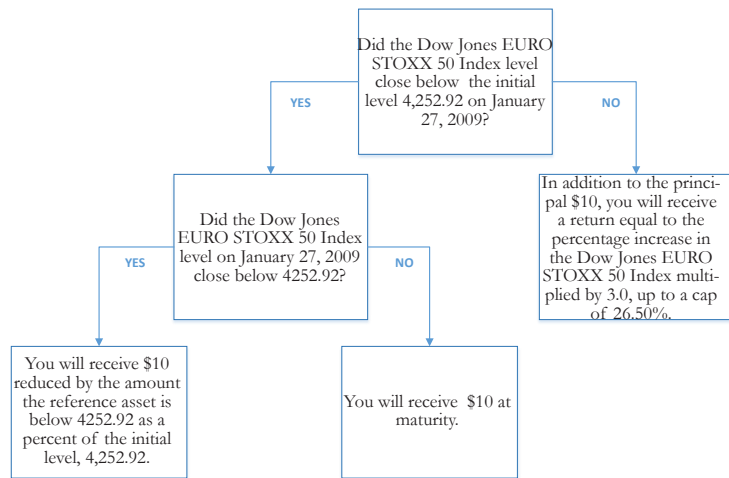 Did the Dow Jones EURO
STOXX 50 Index level
close below the initial
level 4,252.92 on January
27, 2009?
YES
NO
Did the Dow Jones
EURO STOXX 50 Index
level on January 27, 2009
close below 4252.92?
In addition to the princi-
pal $10, you will receive
a return equal to the
percentage increase in
the Dow Jones EURO
STOXX 50 Index multi-
plied by 3.0, up to a cap
of 26.50%.
YES
NO
You will receive $10
reduced by the amount
the reference asset is
below 4252.92 as a
percent of the initial
level, 4,252.92.
You will receive $10 at
maturity.